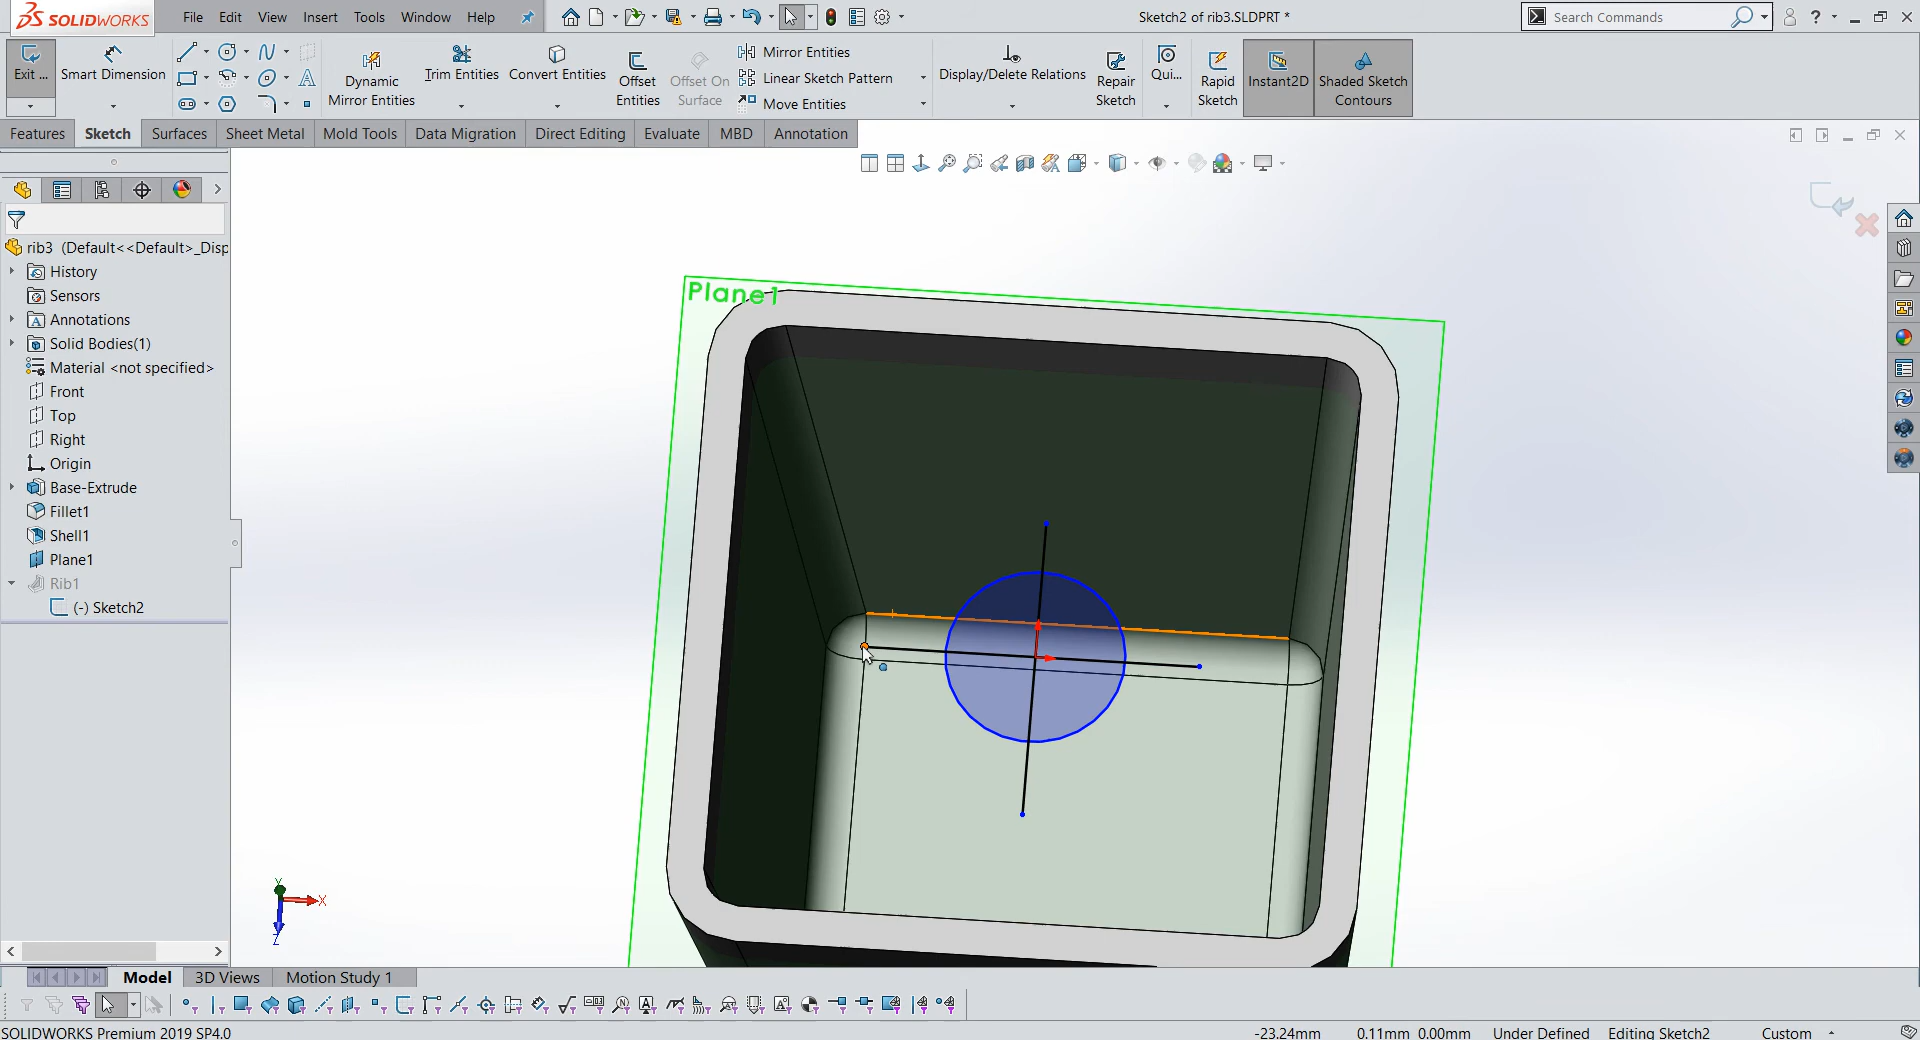 SOLIDWORKS File Edit View Insert Tools Window Help Sketch2 of rib3.SLDPRT * Search Commands ?
Exit ... Smart Dimension Dynamic Mirror Entities Trim Entities Convert Entities Offset Entities Offset On Surface Mirror Entities Display/Delete Relations Repair Sketch Qui... Rapid Sketch Instant2D Shaded Sketch Contours
Linear Sketch Pattern
Move Entities
Features Sketch Surfaces Sheet Metal Mold Tools Data Migration Direct Editing Evaluate MBD Annotation
rib3 (Default<<Default>_Disp
History
Sensors
Annotations
Solid Bodies(1)
Material <not specified>
Front
Top
Right
Origin
Base-Extrude
Fillet1
Shell1
Plane1
Rib1
(-) Sketch2
Plane1
Y
X
Z
Model 3D Views Motion Study 1
SOLIDWORKS Premium 2019 SP4.0 -23.24mm 0.11mm 0.00mm Under Defined Editing Sketch2 Custom